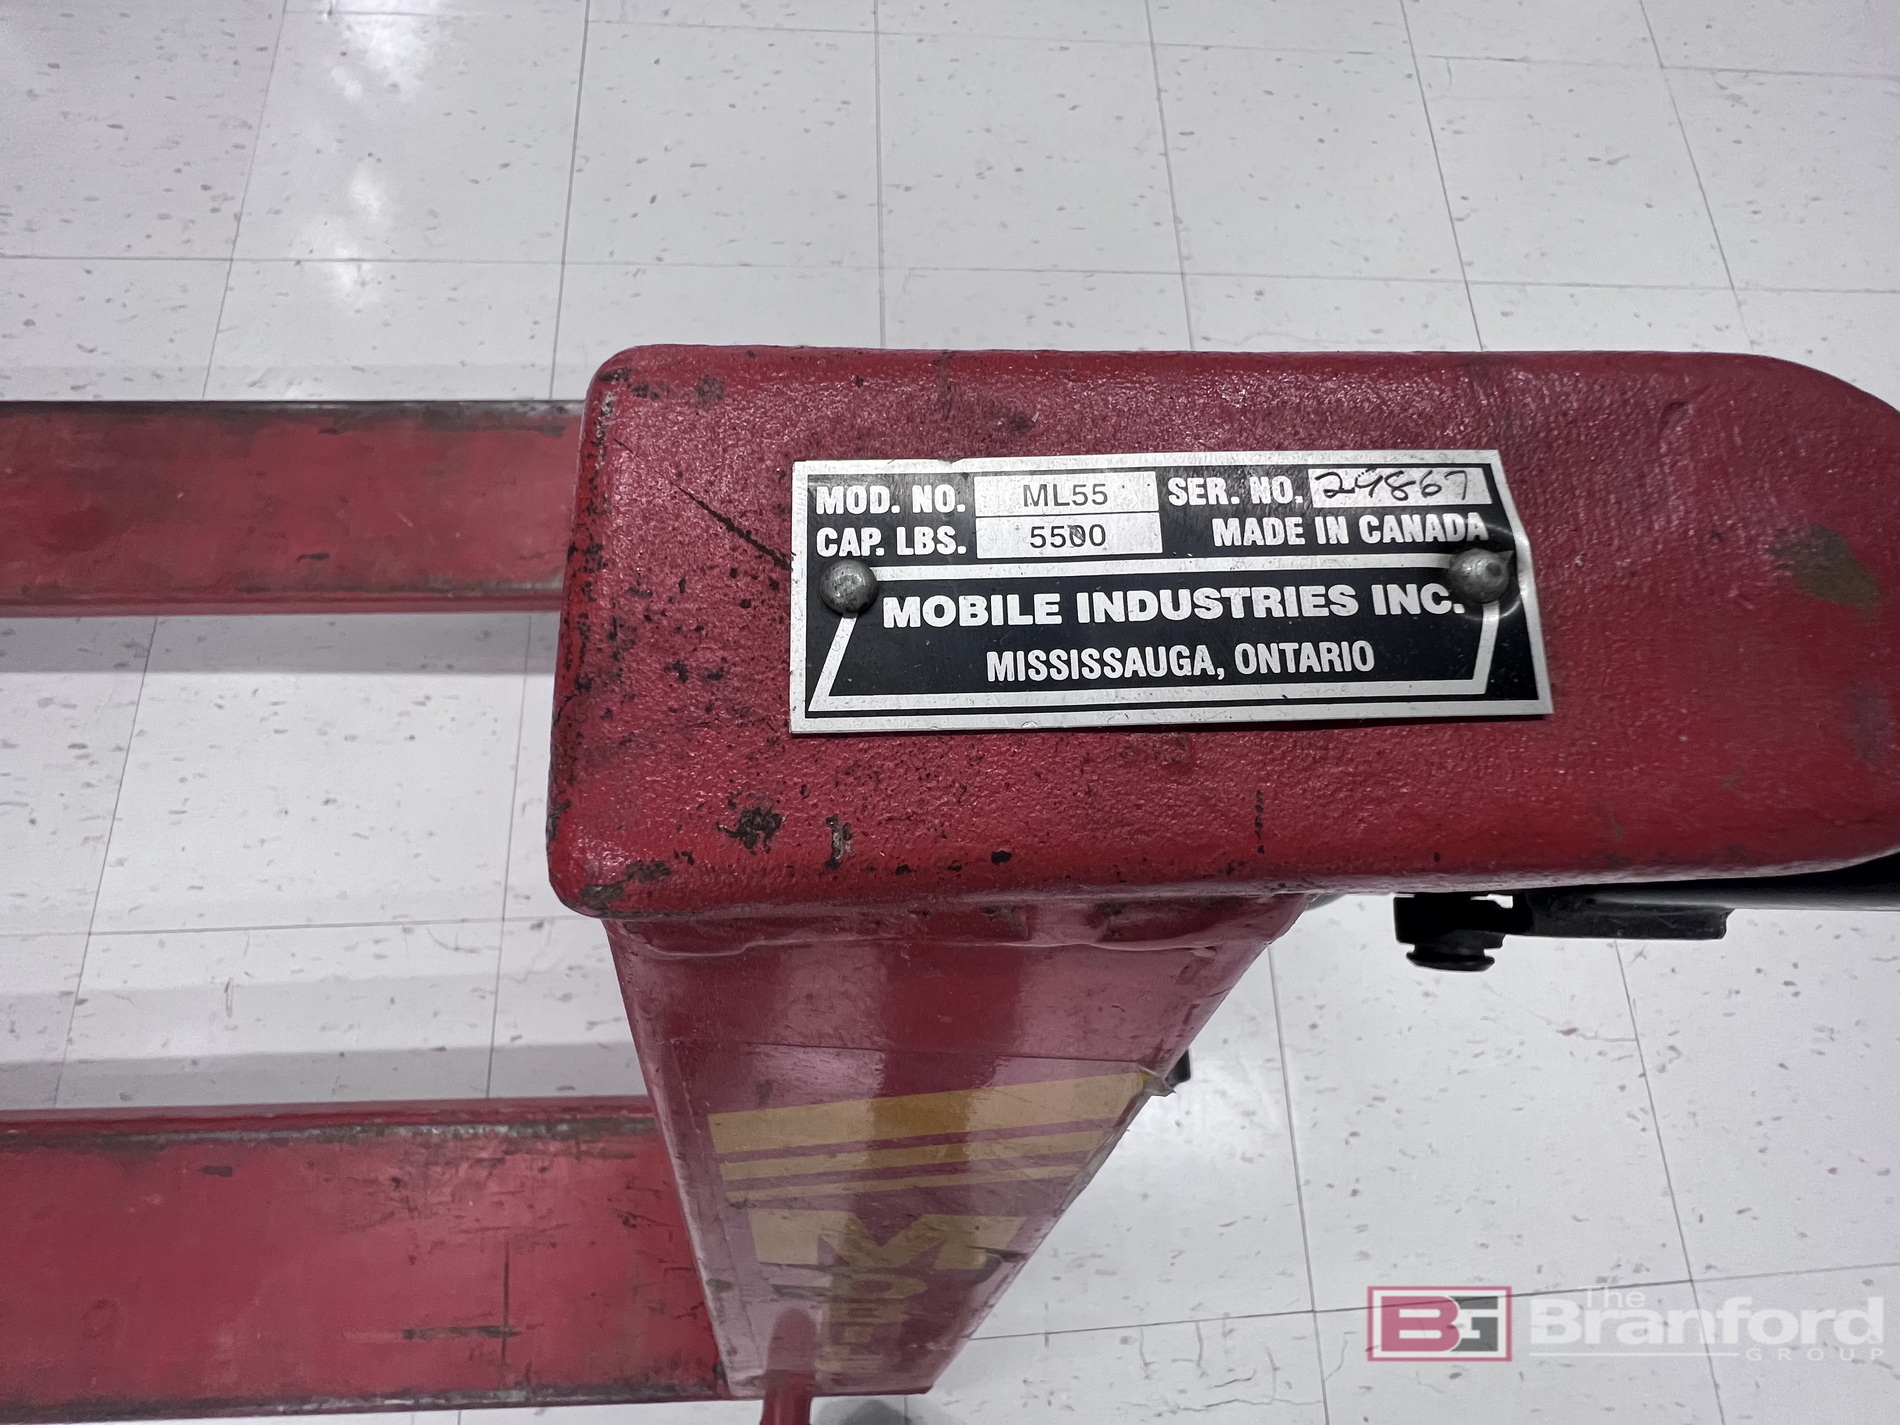 MOD. NO. ML55 SER. NO. 24867
CAP. LBS. 5500 MADE IN CANADA
MOBILE INDUSTRIES INC.
MISSISSAUGA, ONTARIO
M
BG The Branford
GROUP